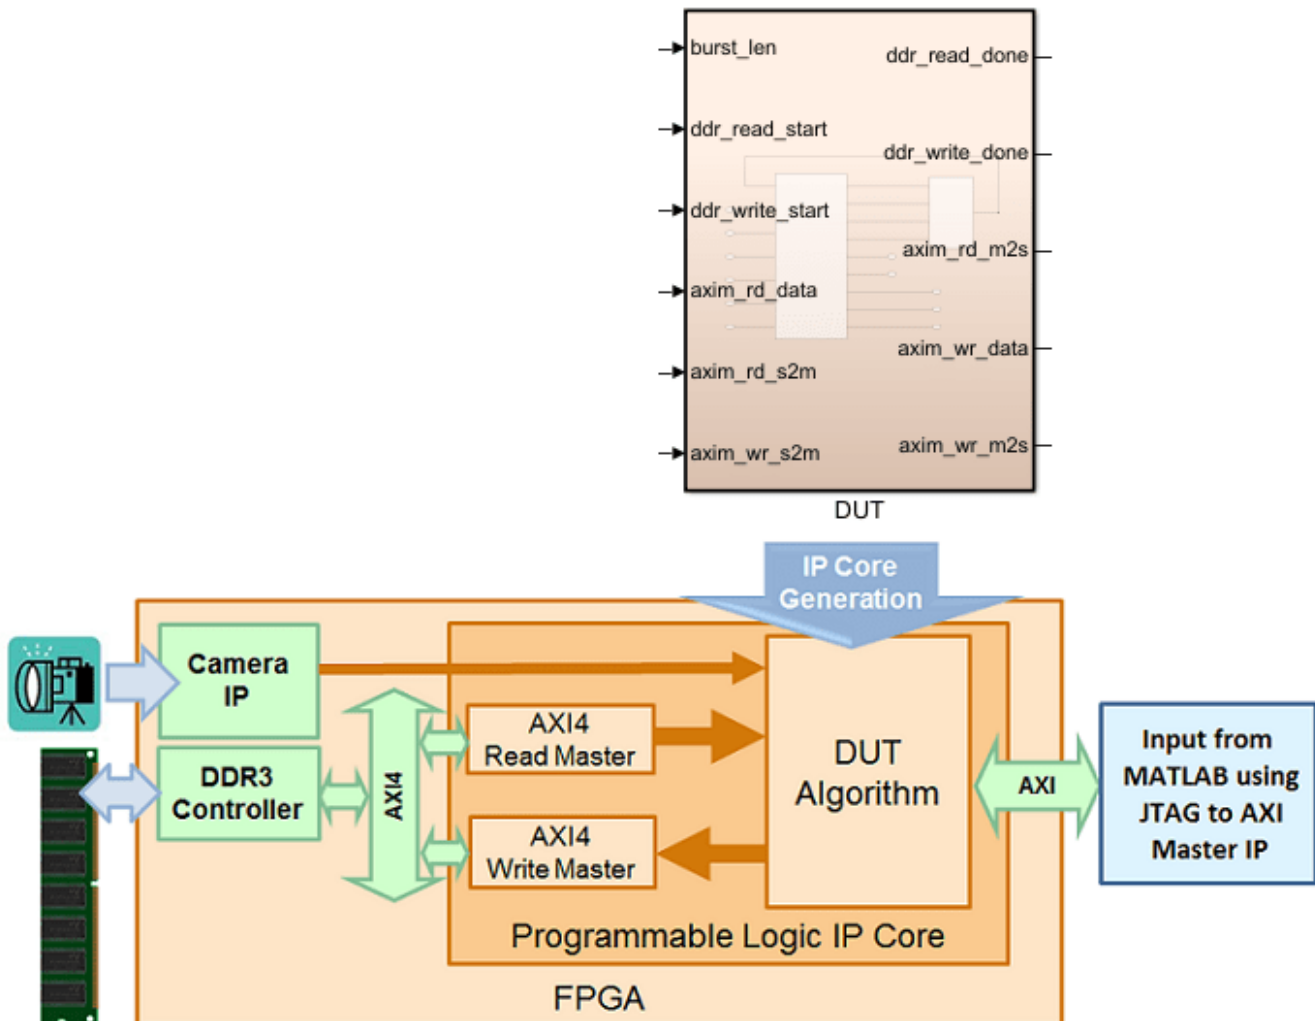 burst_len
ddr_read_done
ddr_read_start
ddr_write_done
ddr_write_start
axim_rd_m2s
axim_rd_data
axim_wr_data
axim_rd_s2m
axim_wr_m2s
axim_wr_s2m
DUT
IP Core
Generation
Camera
IP
AXI4
Read Master
DDR3
Controller
AXI4
AXI4
Write Master
DUT
Algorithm
AXI
Input from
MATLAB using
JTAG to AXI
Master IP
Programmable Logic IP Core
FPGA